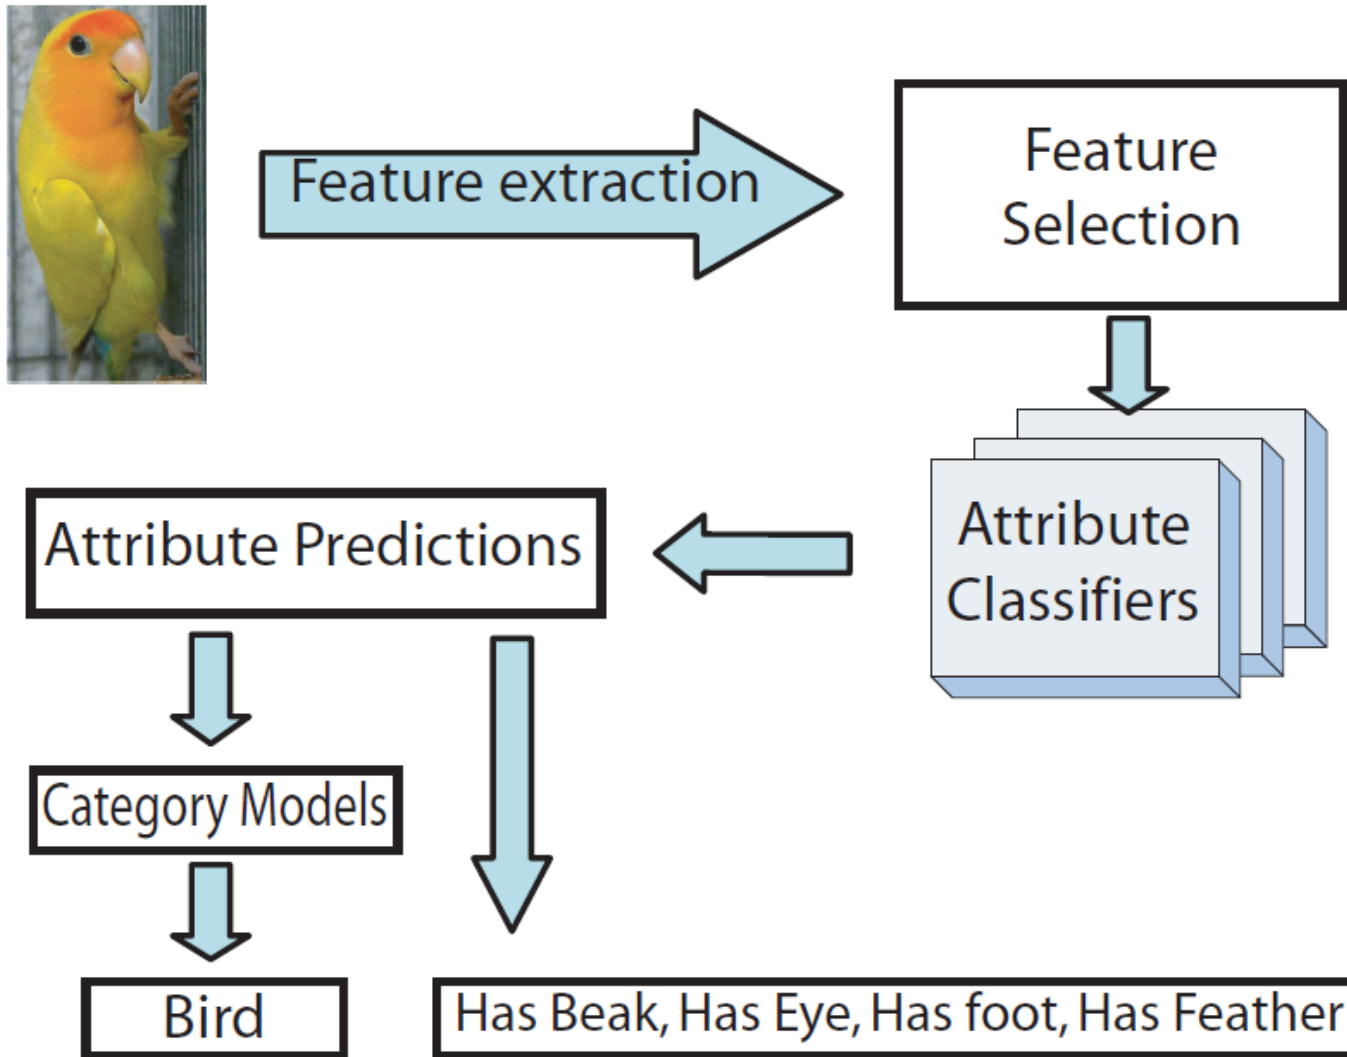 Feature extraction
Feature
Selection
Attribute
Classifiers
Attribute Predictions
Category Models
Bird
Has Beak, Has Eye, Has foot, Has Feather